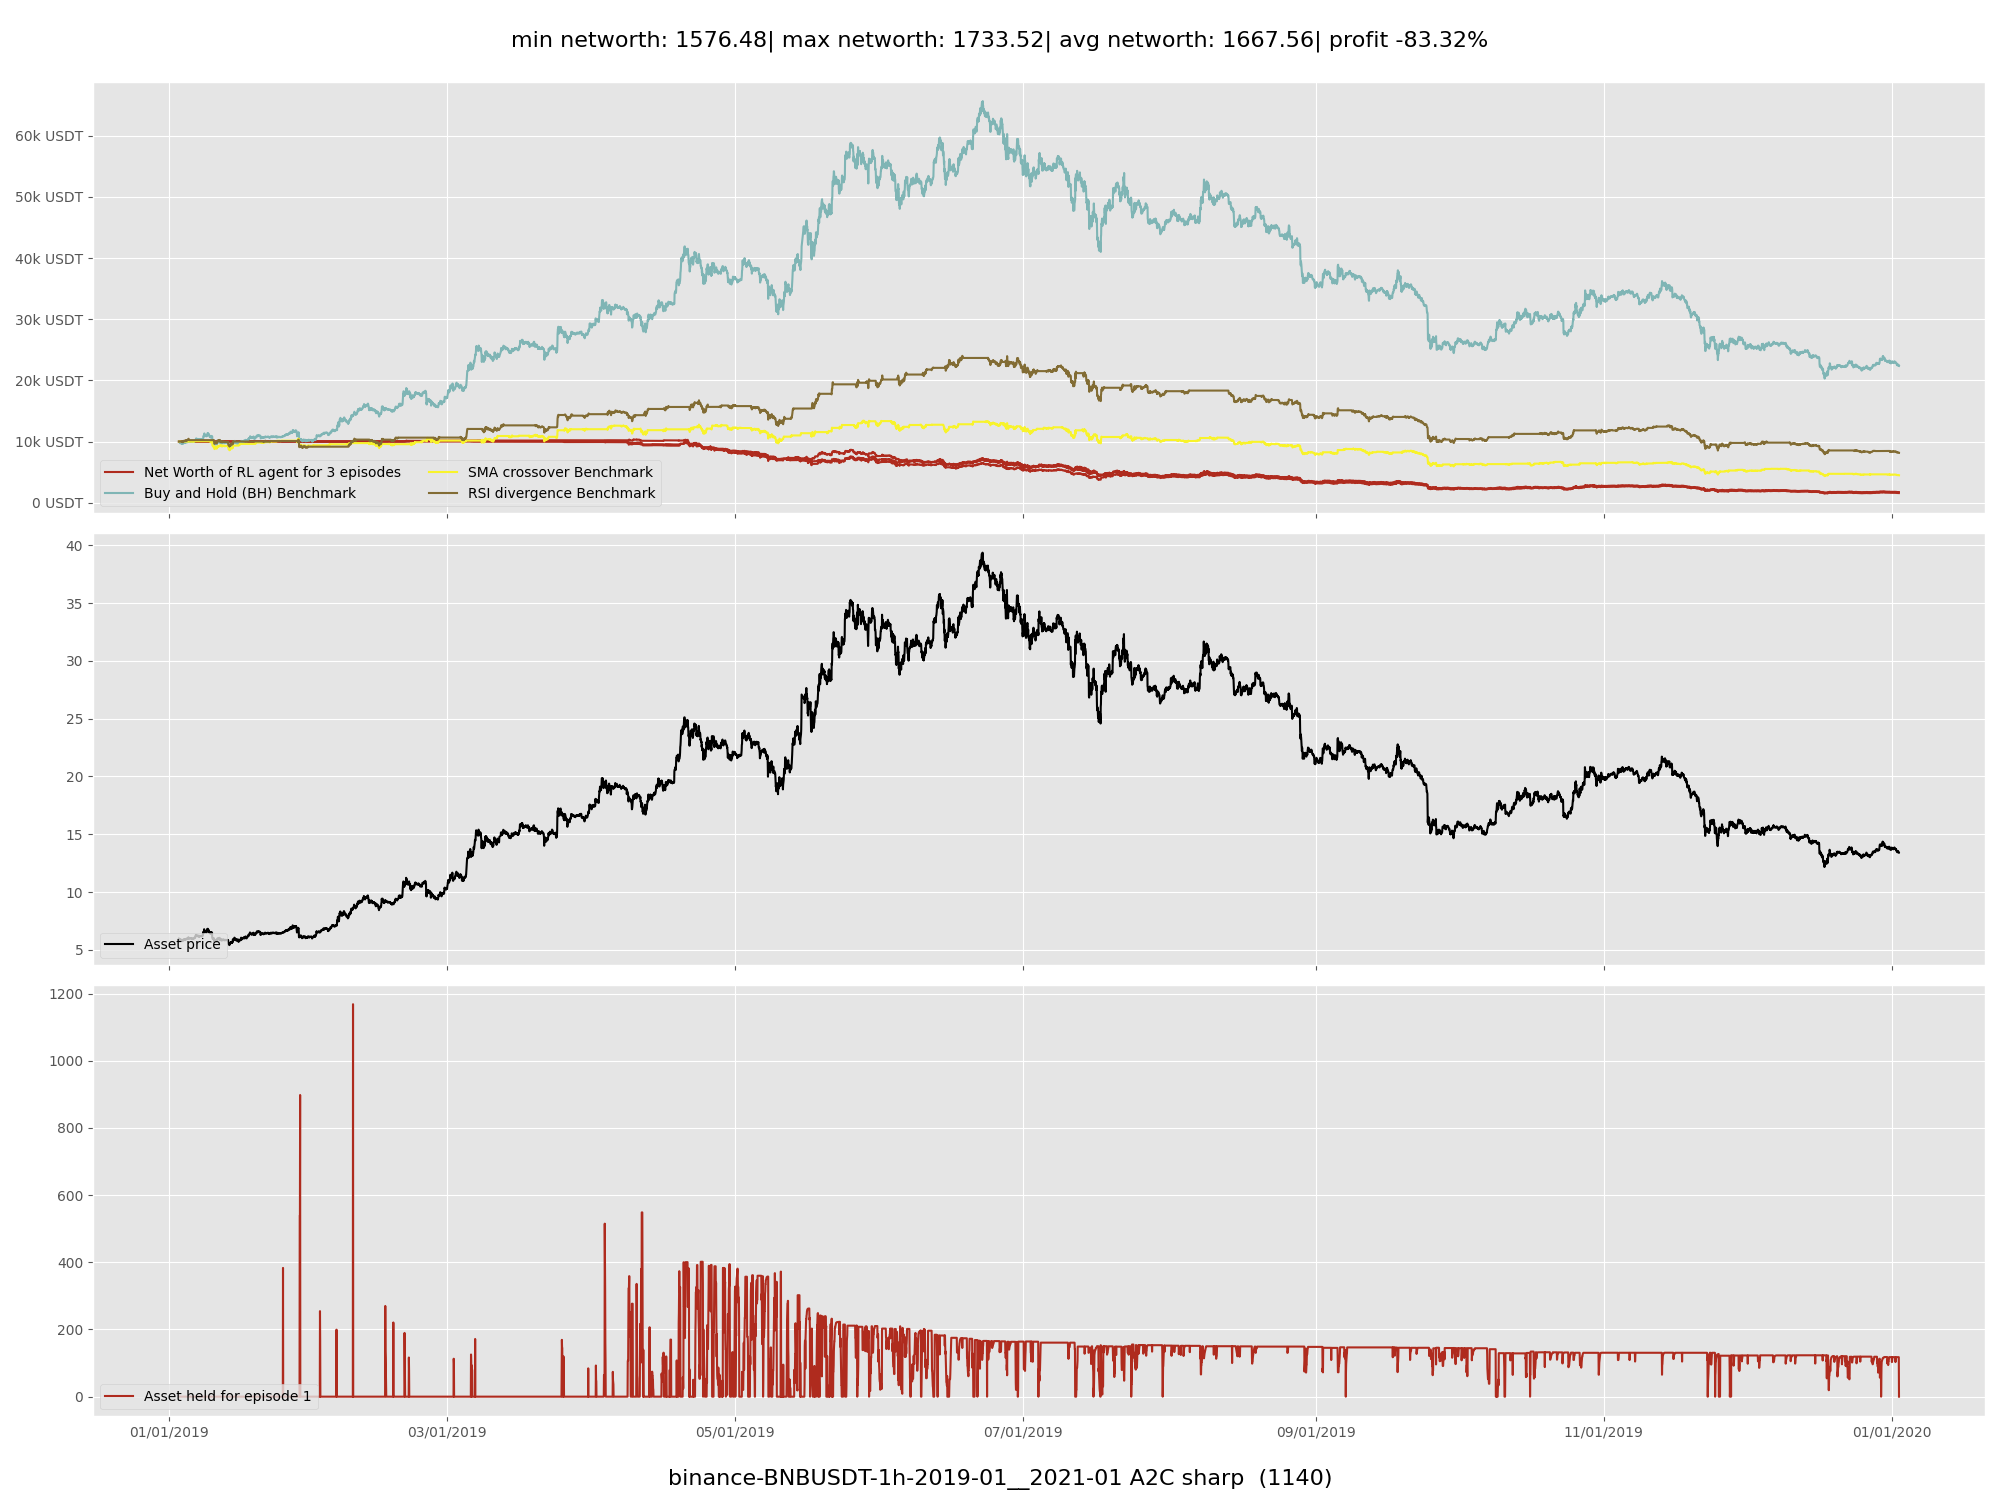 min networth: 1576.48| max networth: 1733.52| avg networth: 1667.56| profit -83.32%
60k USDT
50k USDT
40k USDT
30k USDT
20k USDT
10k USDT
0 USDT
Net Worth of RL agent for 3 episodes
Buy and Hold (BH) Benchmark
SMA crossover Benchmark
RSI divergence Benchmark
40
35
30
25
20
15
10
5
Asset price
1200
1000
800
600
400
200
0
Asset held for episode 1
01/01/2019 03/01/2019 05/01/2019 07/01/2019 09/01/2019 11/01/2019 01/01/2020
binance-BNBUSDT-1h-2019-01__2021-01 A2C sharp (1140)